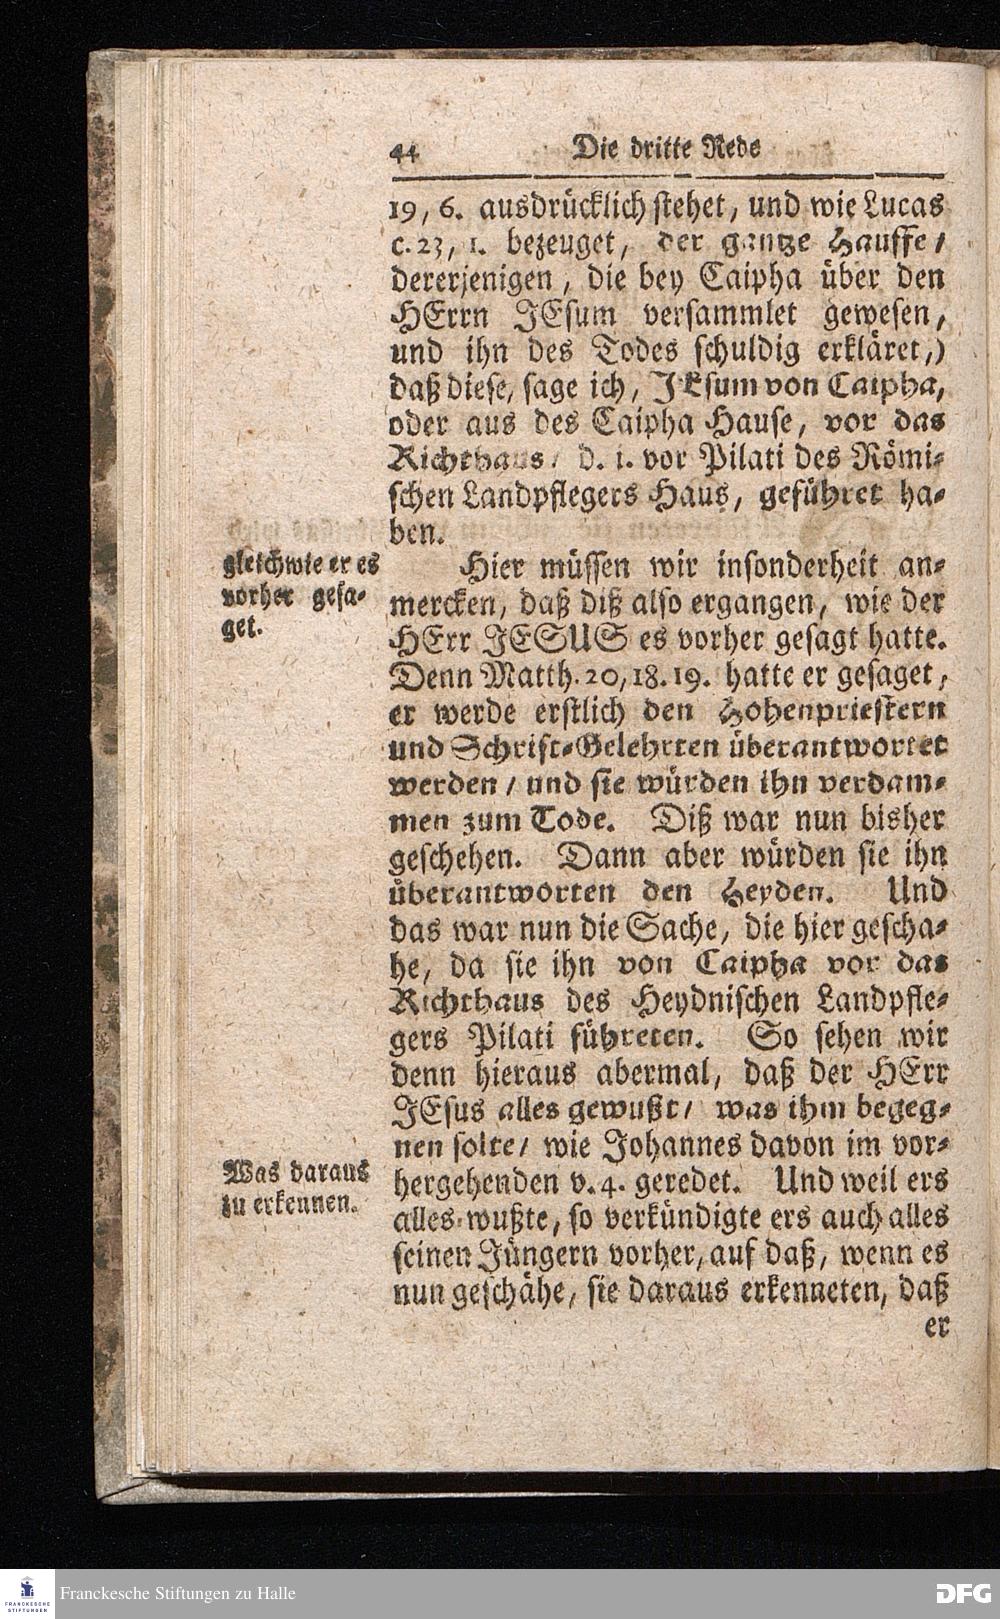 44 Die dritte Rede
19, 6. ausdrücklich stehet, und wie Lucas
c. 23, 1. bezeuget, der gantze Hauffe /
dererjenigen, die bey Caipha über den
HErrn JEsum versammlet gewesen,
und ihn des Todes schuldig erkläret,)
daß diese, sage ich, JEsum von Caipha,
oder aus des Caipha Hause, vor das
Richthaus / d. i. vor Pilati des Römi-
schen Landpflegers Haus, geführet ha-
ben.
gleichwie er es
vorher gesa-
get.
Hier müssen wir insonderheit an-
mercken, daß diß also ergangen, wie der
HErr JESUS es vorher gesagt hatte.
Denn Matth. 20, 18. 19. hatte er gesaget,
er werde erstlich den Hohenpriestern
und Schrift-Gelehrten überantwortet
werden / und sie würden ihn verdam-
men zum Tode. Diß war nun bisher
geschehen. Dann aber würden sie ihn
überantworten den Heyden. Und
das war nun die Sache, die hier gescha-
he, da sie ihn von Caipha vor das
Richthaus des Heydnischen Landpfle-
gers Pilati führeten. So sehen wir
denn hieraus abermal, daß der HErr
JEsus alles gewußt / was ihm begeg-
nen solte / wie Johannes davon im vor-
Was daraus
zu erkennen.
hergehenden v. 4. geredet. Und weil ers
alles wußte, so verkündigte ers auch alles
seinen Jüngern vorher, auf daß, wenn es
nun geschähe, sie daraus erkenneten, daß
er
FRANCKESCHE
STIFTUNGEN
Franckesche Stiftungen zu Halle
DFG